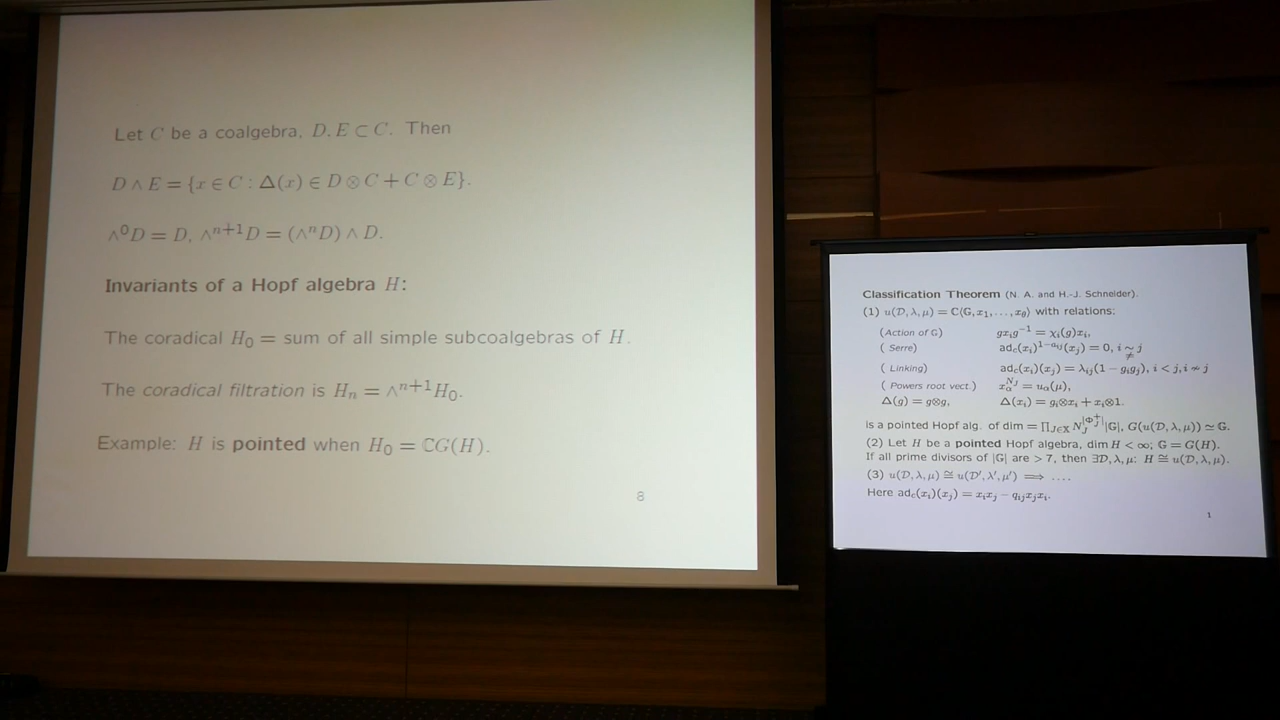 Let C be a coalgebra, D, E ⊂ C. Then
D ∧ E = {x ∈ C : Δ(x) ∈ D ⊗ C + C ⊗ E}.
∧⁰D = D, ∧ⁿ⁺¹D = (∧ⁿD) ∧ D.
Invariants of a Hopf algebra H:
The coradical H₀ = sum of all simple subcoalgebras of H.
The coradical filtration is Hₙ = ∧ⁿ⁺¹H₀.
Example: H is pointed when H₀ = ℂG(H).
8
Classification Theorem (N. A. and H.-J. Schneider).
(1) u(𝒟, λ, μ) = ℂ⟨𝔾, x₁, . . . , x_θ⟩ with relations:
(Action of 𝔾) gxᵢg⁻¹ = χᵢ(g)xᵢ,
( Serre) ad_c(xᵢ)^{1−a_{ij}}(xⱼ) = 0, i ∼ j
≠
( Linking) ad_c(xᵢ)(xⱼ) = λᵢⱼ(1 − gᵢgⱼ), i < j, i ≁ j
( Powers root vect.) x_α^{N_J} = u_α(μ),
Δ(g) = g⊗g, Δ(xᵢ) = gᵢ⊗xᵢ + xᵢ⊗1.
is a pointed Hopf alg. of dim = ∏_{J∈𝕏} N_J^{|Φ_J^+|}|𝔾|, G(u(𝒟, λ, μ)) ≃ 𝔾.
(2) Let H be a pointed Hopf algebra, dim H < ∞; 𝔾 = G(H).
If all prime divisors of |𝔾| are > 7, then ∃𝒟, λ, μ: H ≅ u(𝒟, λ, μ).
(3) u(𝒟, λ, μ) ≅ u(𝒟′, λ′, μ′) ⟹ . . . .
Here ad_c(xᵢ)(xⱼ) = xᵢxⱼ − qᵢⱼxⱼxᵢ.
1